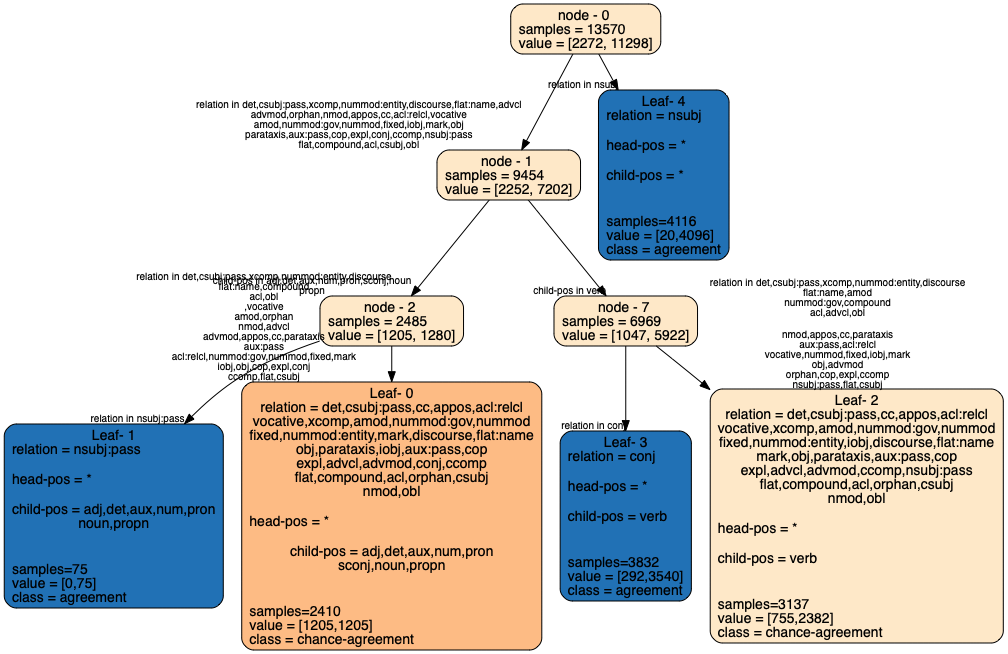 node - 0
samples = 13570
value = [2272, 11298]
relation in nsubj
relation in det,csubj:pass,xcomp,nummod:entity,discourse,flat:name,advcl
advmod,orphan,nmod,appos,cc,acl:relcl,vocative
amod,nummod:gov,nummod,fixed,iobj,mark,obj
parataxis,aux:pass,cop,expl,conj,ccomp,nsubj:pass
flat,compound,acl,csubj,obl
Leaf- 4
relation = nsubj
head-pos = *
child-pos = *
samples=4116
value = [20,4096]
class = agreement
node - 1
samples = 9454
value = [2252, 7202]
relation in det,csubj:pass,xcomp,nummod:entity,discourse
flat:name,compound
acl,obl
,vocative
amod,orphan
nmod,advcl
advmod,appos,cc,parataxis
aux:pass
acl:relcl,nummod:gov,nummod,fixed,mark
iobj,obj,cop,expl,conj
ccomp,flat,csubj
child-pos in adj,det,aux,num,pron,sconj,noun
propn
node - 2
samples = 2485
value = [1205, 1280]
child-pos in verb
node - 7
samples = 6969
value = [1047, 5922]
relation in det,csubj:pass,xcomp,nummod:entity,discourse
flat:name,amod
nummod:gov,compound
acl,advcl,obl
nmod,appos,cc,parataxis
aux:pass,acl:relcl
vocative,nummod,fixed,iobj,mark
obj,advmod
orphan,cop,expl,ccomp
nsubj:pass,flat,csubj
relation in nsubj:pass
Leaf- 1
relation = nsubj:pass
head-pos = *
child-pos = adj,det,aux,num,pron
noun,propn
samples=75
value = [0,75]
class = agreement
Leaf- 0
relation = det,csubj:pass,cc,appos,acl:relcl
vocative,xcomp,amod,nummod:gov,nummod
fixed,nummod:entity,mark,discourse,flat:name
obj,parataxis,iobj,aux:pass,cop
expl,advcl,advmod,conj,ccomp
flat,compound,acl,orphan,csubj
nmod,obl
head-pos = *
child-pos = adj,det,aux,num,pron
sconj,noun,propn
samples=2410
value = [1205,1205]
class = chance-agreement
relation in conj
Leaf- 3
relation = conj
head-pos = *
child-pos = verb
samples=3832
value = [292,3540]
class = agreement
Leaf- 2
relation = det,csubj:pass,cc,appos,acl:relcl
vocative,xcomp,amod,nummod:gov,nummod
fixed,nummod:entity,iobj,discourse,flat:name
mark,obj,parataxis,aux:pass,cop
expl,advcl,advmod,ccomp,nsubj:pass
flat,compound,acl,orphan,csubj
nmod,obl
head-pos = *
child-pos = verb
samples=3137
value = [755,2382]
class = chance-agreement